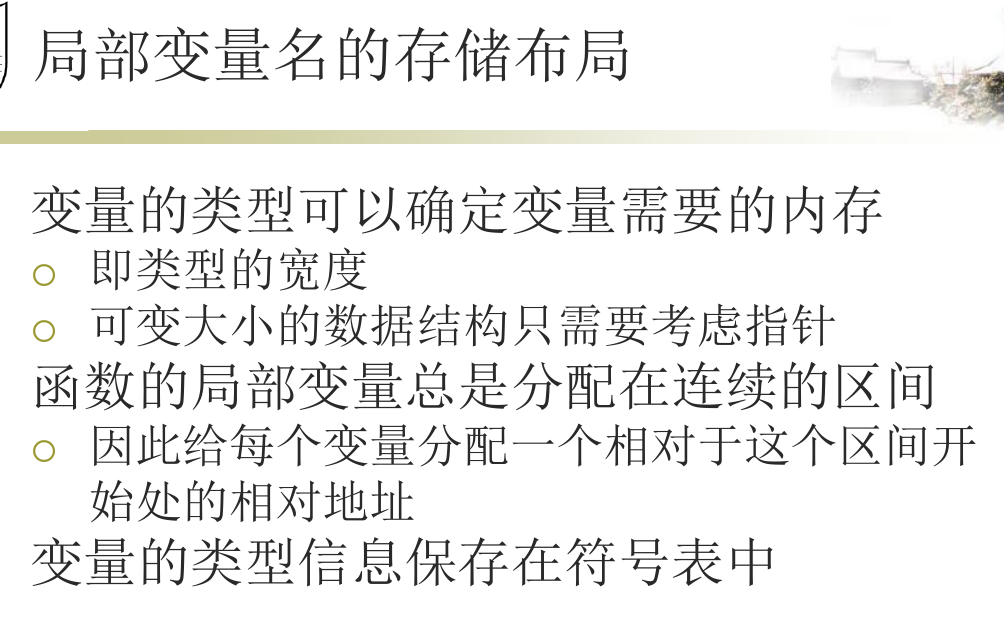 局部变量名的存储布局
变量的类型可以确定变量需要的内存
即类型的宽度
可变大小的数据结构只需要考虑指针
函数的局部变量总是分配在连续的区间
因此给每个变量分配一个相对于这个区间开
始处的相对地址
变量的类型信息保存在符号表中